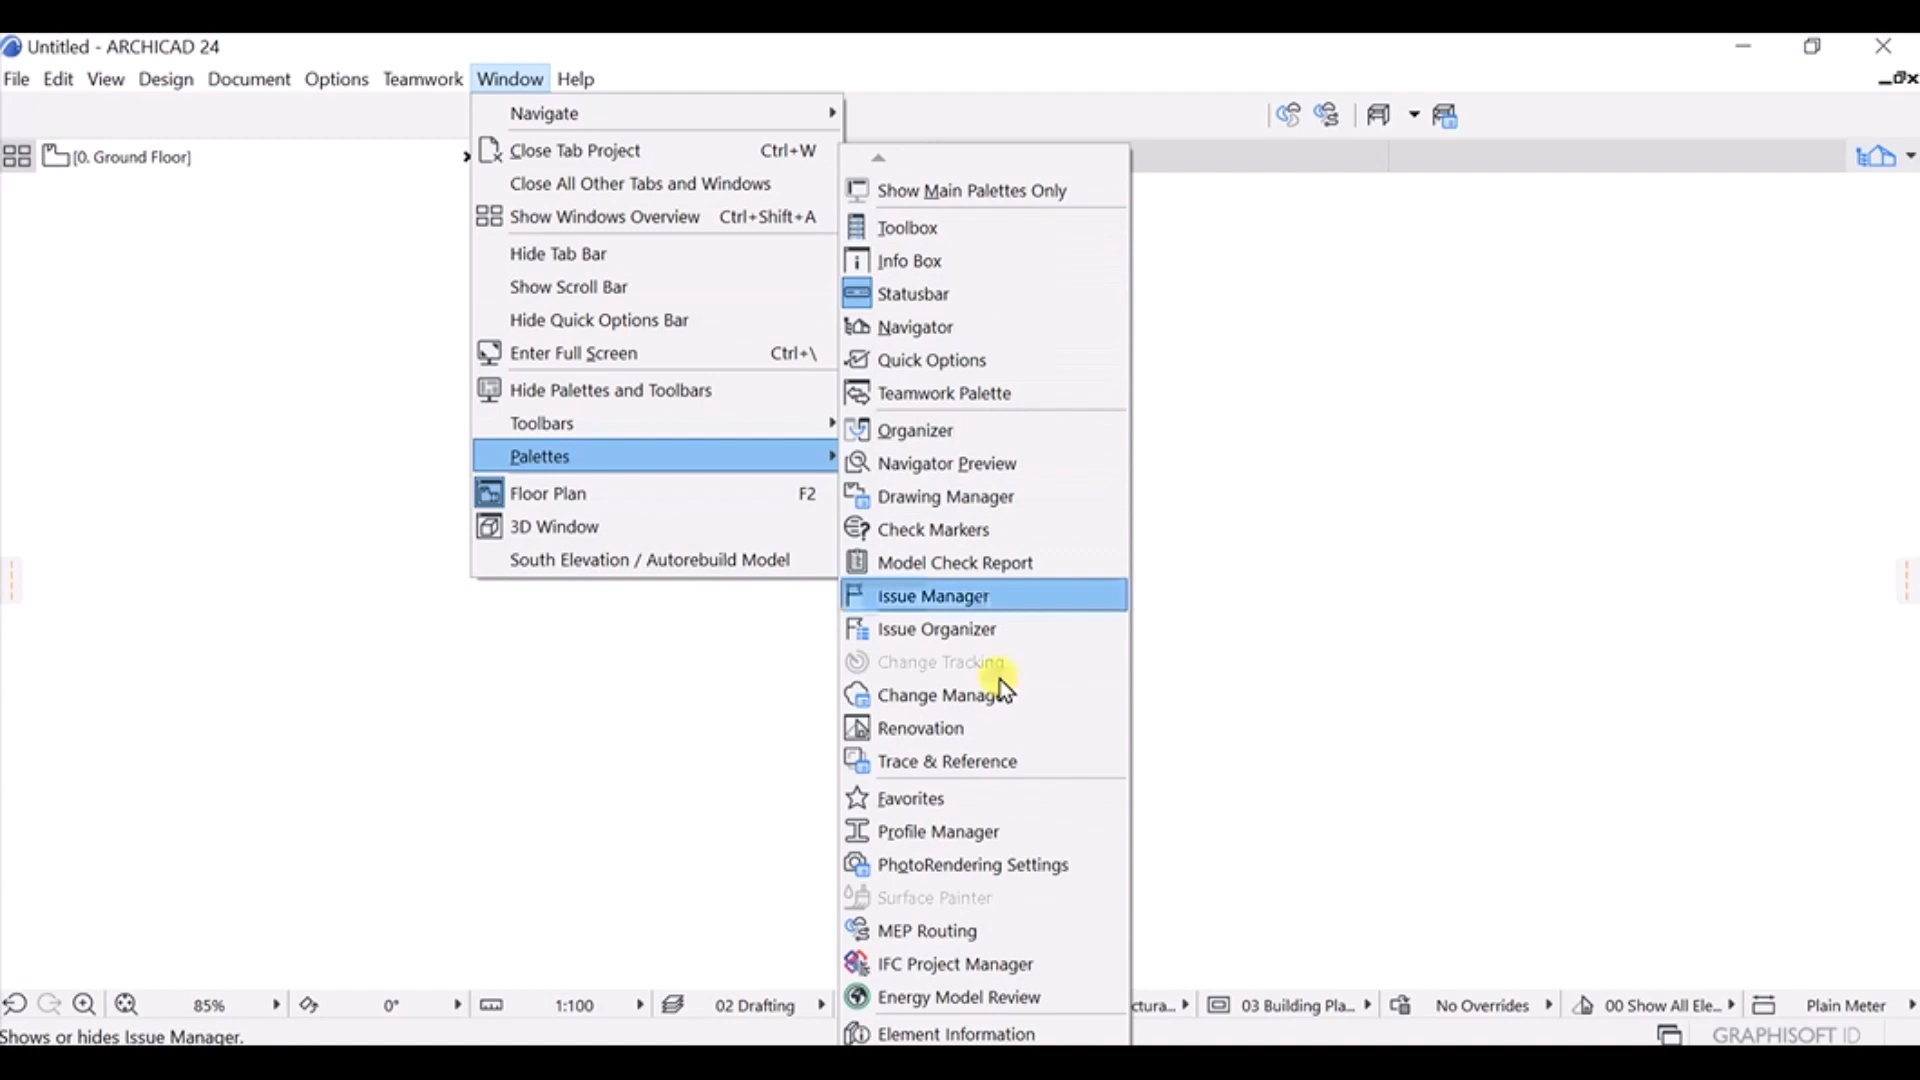 Untitled - ARCHICAD 24
File Edit View Design Document Options Teamwork Window Help
[0. Ground Floor]
Navigate
Close Tab Project Ctrl+W
Close All Other Tabs and Windows
Show Windows Overview Ctrl+Shift+A
Hide Tab Bar
Show Scroll Bar
Hide Quick Options Bar
Enter Full Screen Ctrl+\
Hide Palettes and Toolbars
Toolbars
Palettes
Floor Plan F2
3D Window
South Elevation / Autorebuild Model
Show Main Palettes Only
Toolbox
Info Box
Statusbar
Navigator
Quick Options
Teamwork Palette
Organizer
Navigator Preview
Drawing Manager
Check Markers
Model Check Report
Issue Manager
Issue Organizer
Change Tracking
Change Manager
Renovation
Trace & Reference
Favorites
Profile Manager
PhotoRendering Settings
Surface Painter
MEP Routing
IFC Project Manager
Energy Model Review
Element Information
85% 0° 1:100 02 Drafting ctura... 03 Building Pla... No Overrides 00 Show All Ele... Plain Meter
Shows or hides Issue Manager.
GRAPHISOFT ID